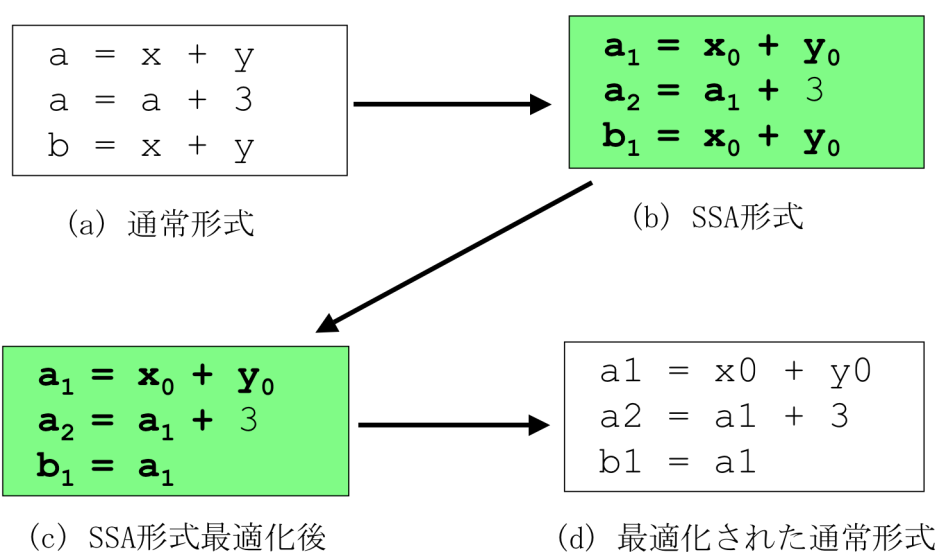 a = x + y
a = a + 3
b = x + y
(a) 通常形式
a₁ = x₀ + y₀
a₂ = a₁ + 3
b₁ = x₀ + y₀
(b) SSA形式
a₁ = x₀ + y₀
a₂ = a₁ + 3
b₁ = a₁
(c) SSA形式最適化後
a1 = x0 + y0
a2 = a1 + 3
b1 = a1
(d) 最適化された通常形式